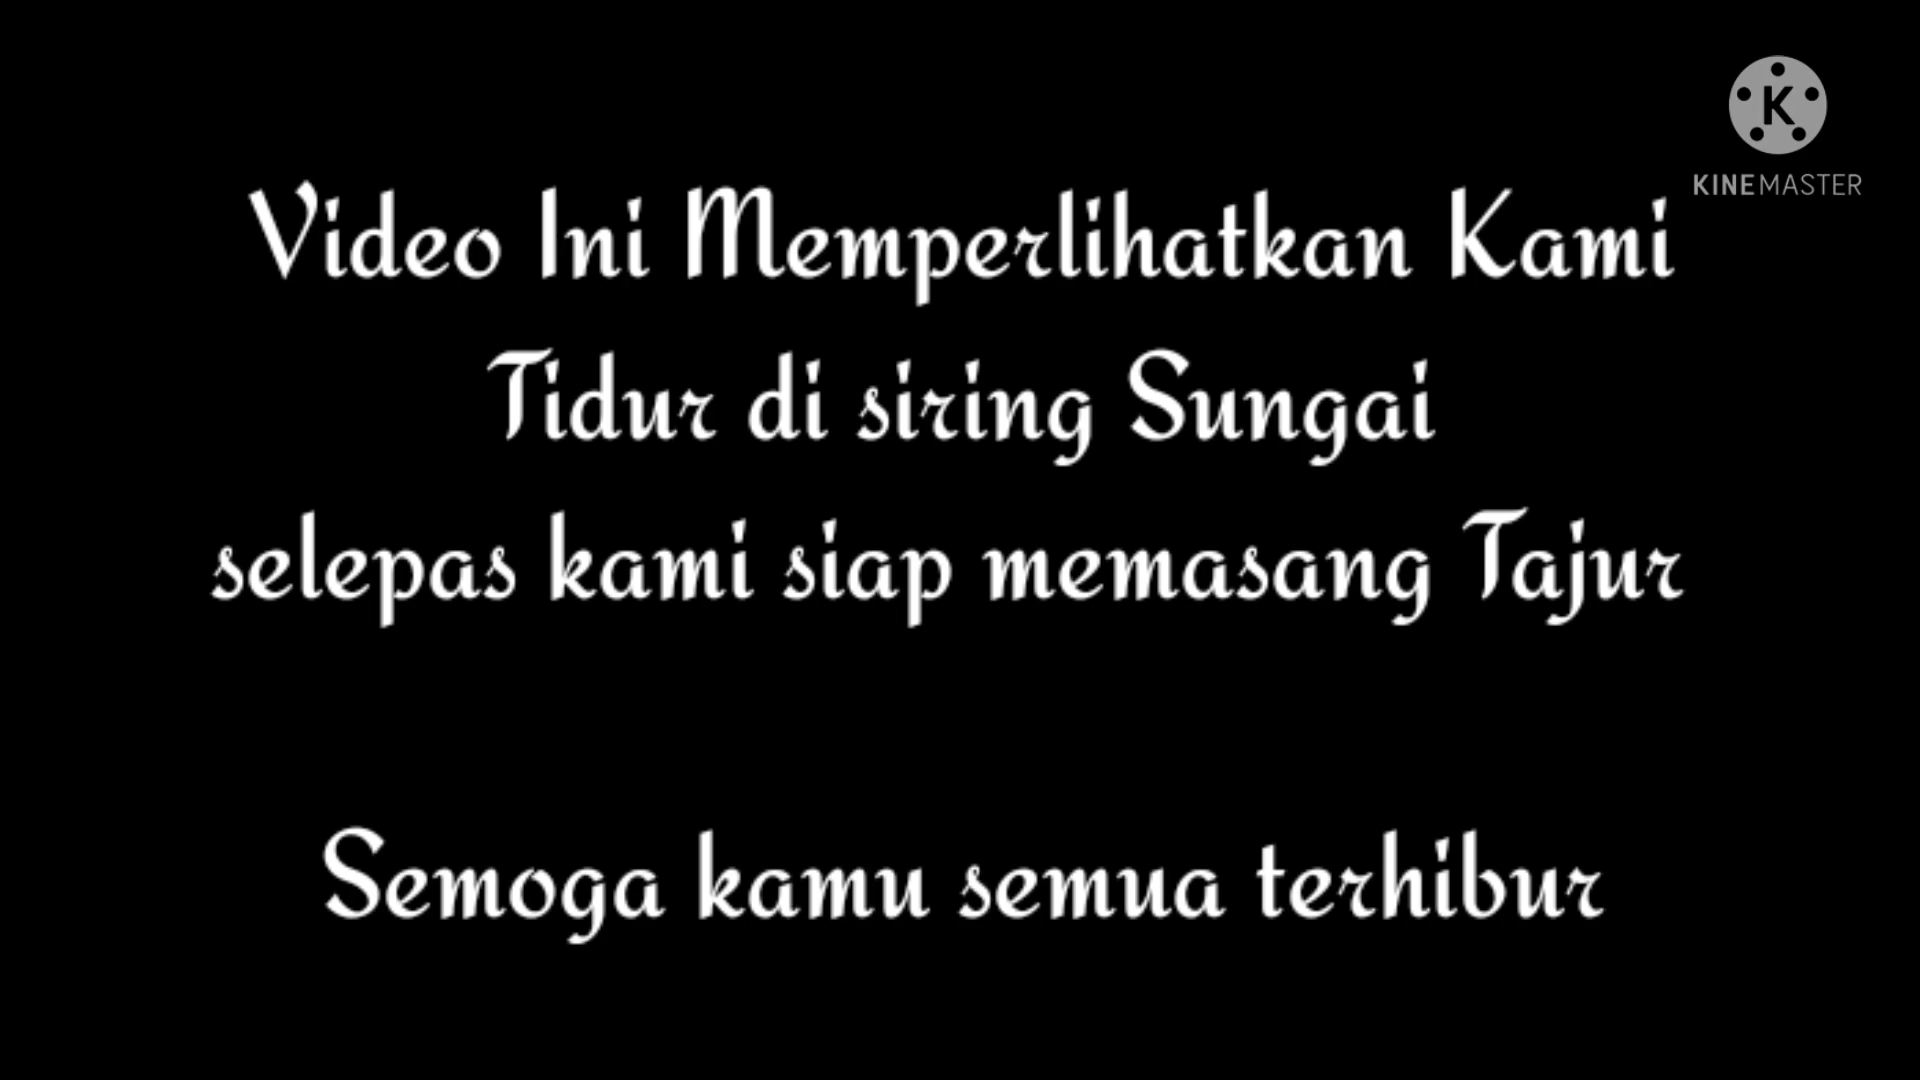 KINEMASTER
Video Ini Memperlihatkan Kami
Tidur di siring Sungai
selepas kami siap memasang Tajur
Semoga kamu semua terhibur